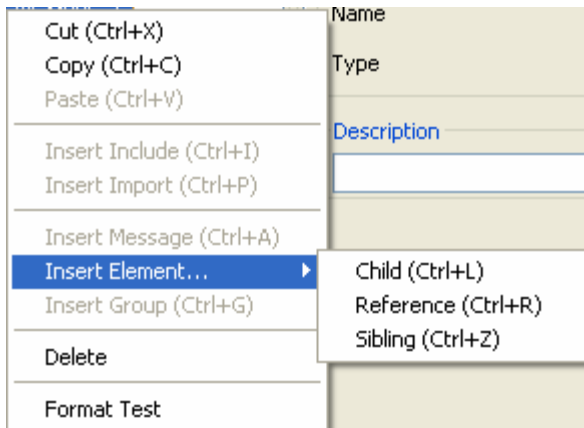 Cut (Ctrl+X)
Copy (Ctrl+C)
Paste (Ctrl+V)
Insert Include (Ctrl+I)
Insert Import (Ctrl+P)
Insert Message (Ctrl+A)
Insert Element...
Insert Group (Ctrl+G)
Delete
Format Test
Child (Ctrl+L)
Reference (Ctrl+R)
Sibling (Ctrl+Z)
Name
Type
Description